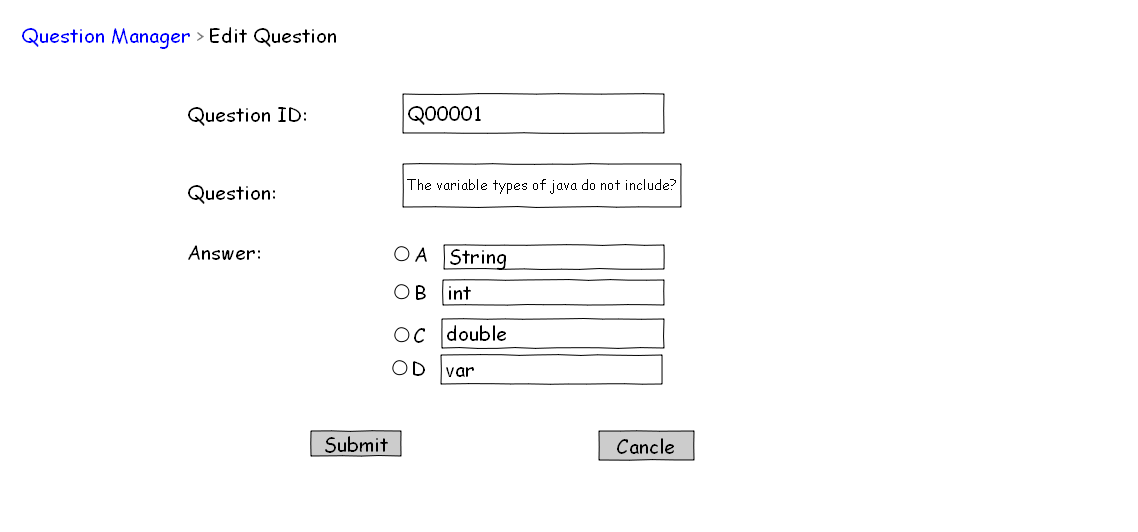 Question Manager > Edit Question
Question ID: Q00001
Question: The variable types of java do not include?
Answer: A String
B int
C double
D var
Submit Cancle